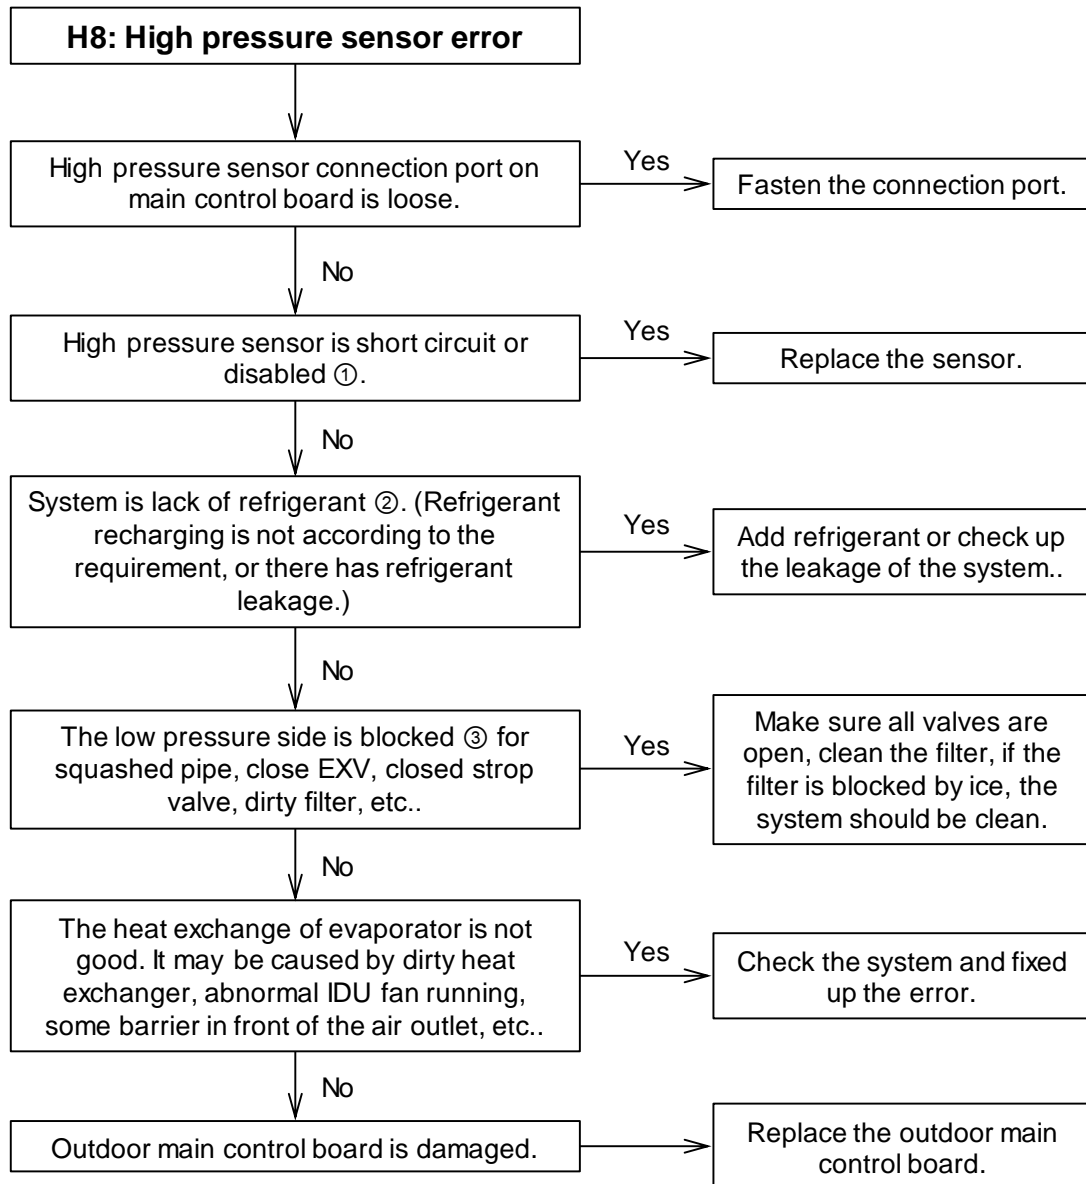 H8: High pressure sensor error
High pressure sensor connection port on
main control board is loose.
Yes
Fasten the connection port.
No
High pressure sensor is short circuit or
disabled ①.
Yes
Replace the sensor.
No
System is lack of refrigerant ②. (Refrigerant
recharging is not according to the
requirement, or there has refrigerant
leakage.)
Yes
Add refrigerant or check up
the leakage of the system..
No
The low pressure side is blocked ③ for
squashed pipe, close EXV, closed strop
valve, dirty filter, etc..
Yes
Make sure all valves are
open, clean the filter, if the
filter is blocked by ice, the
system should be clean.
No
The heat exchange of evaporator is not
good. It may be caused by dirty heat
exchanger, abnormal IDU fan running,
some barrier in front of the air outlet, etc..
Yes
Check the system and fixed
up the error.
No
Outdoor main control board is damaged.
Replace the outdoor main
control board.